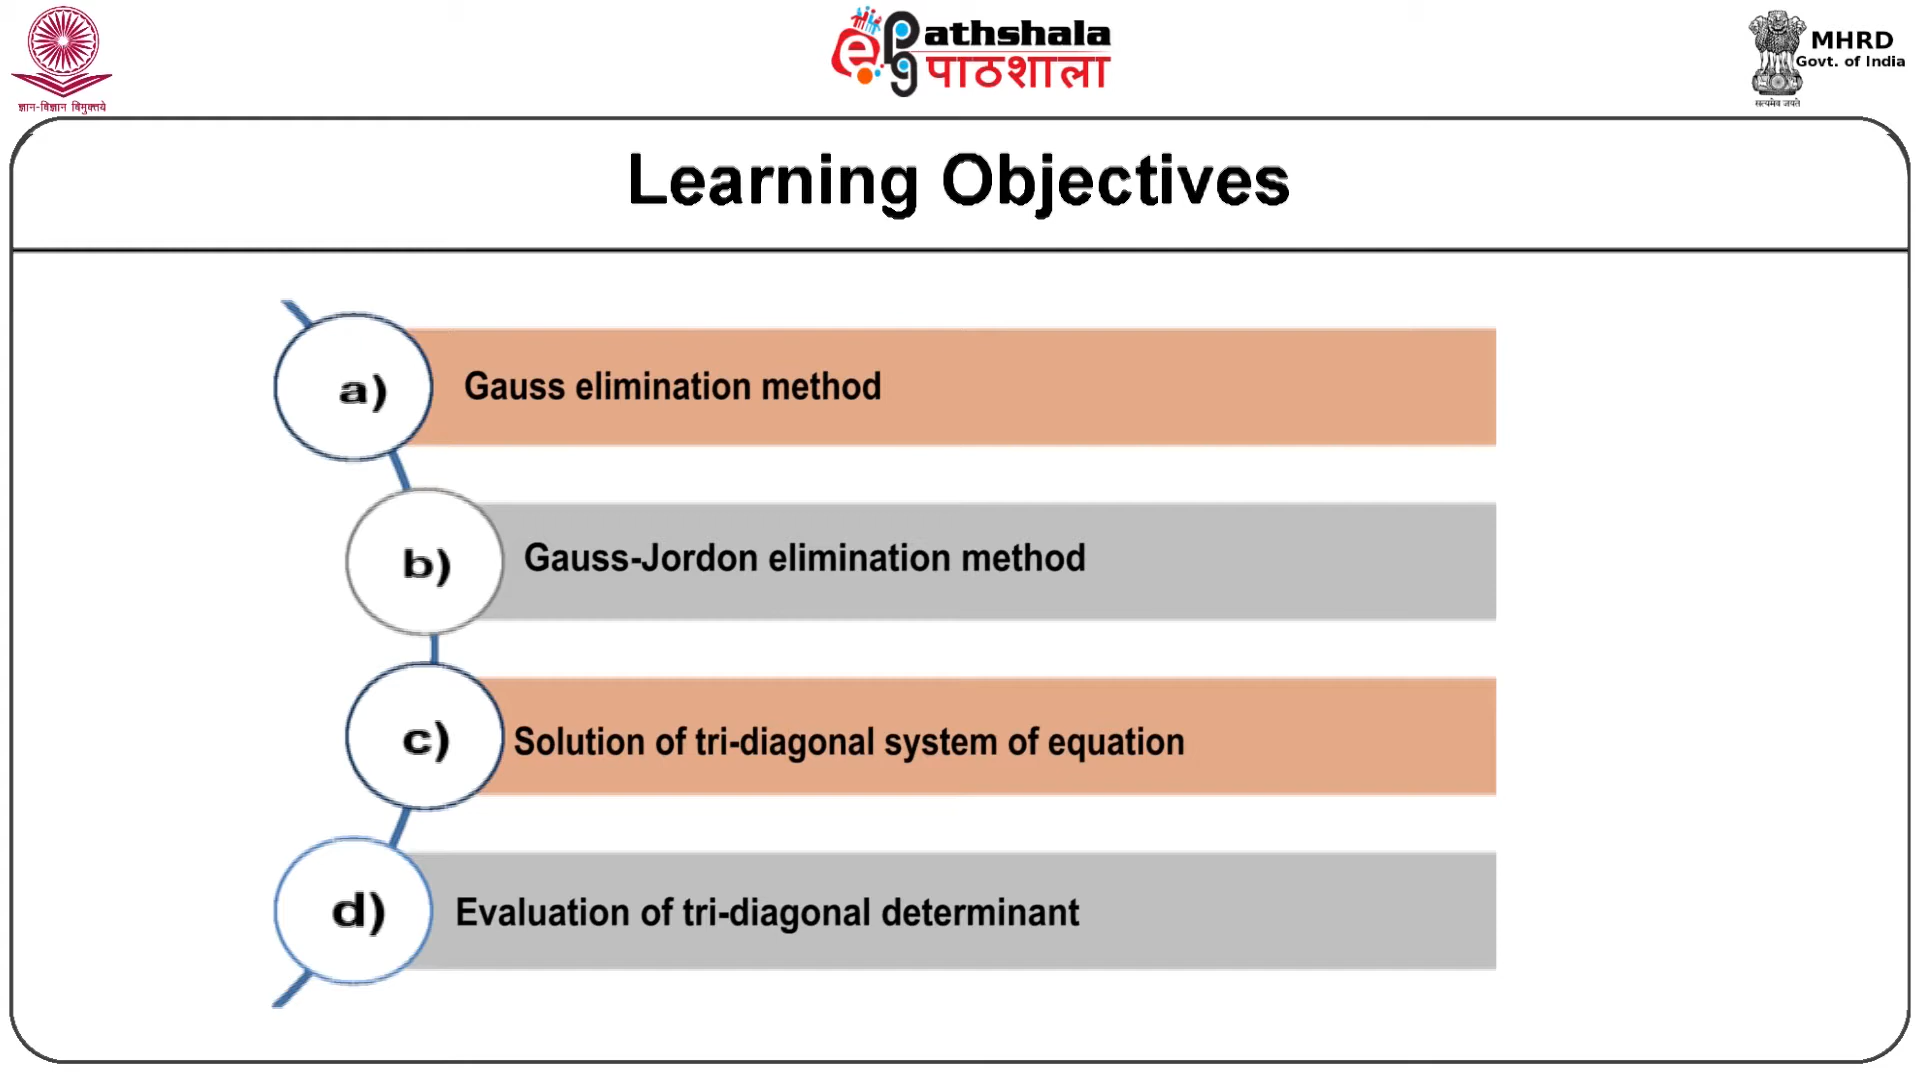 ज्ञान-विज्ञान विमुक्तये
e PG Pathshala
पाठशाला
MHRD
Govt. of India
सत्यमेव जयते
Learning Objectives
a) Gauss elimination method
b) Gauss-Jordon elimination method
c) Solution of tri-diagonal system of equation
d) Evaluation of tri-diagonal determinant